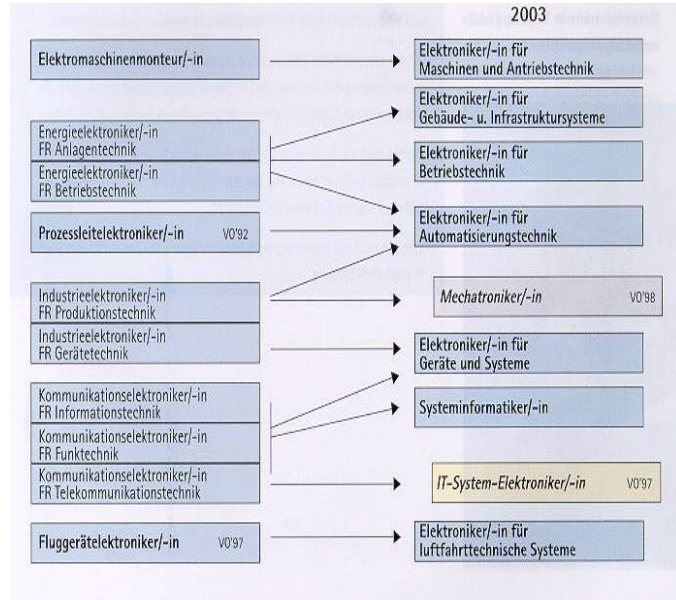 2003
Elektromaschinenmonteur/-in
Elektroniker/-in für
Maschinen und Antriebstechnik
Elektroniker/-in für
Gebäude- u. Infrastruktursysteme
Energieelektroniker/-in
FR Anlagentechnik
Energieelektroniker/-in
FR Betriebstechnik
Elektroniker/-in für
Betriebstechnik
Prozessleitelektroniker/-in VO'92
Elektroniker/-in für
Automatisierungstechnik
Industrieelektroniker/-in
FR Produktionstechnik
Mechatroniker/-in VO'98
Industrieelektroniker/-in
FR Gerätetechnik
Elektroniker/-in für
Geräte und Systeme
Kommunikationselektroniker/-in
FR Informationstechnik
Systeminformatiker/-in
Kommunikationselektroniker/-in
FR Funktechnik
Kommunikationselektroniker/-in
FR Telekommunikationstechnik
IT-System-Elektroniker/-in VO'97
Fluggerätelektroniker/-in VO'97
Elektroniker/-in für
luftfahrttechnische Systeme